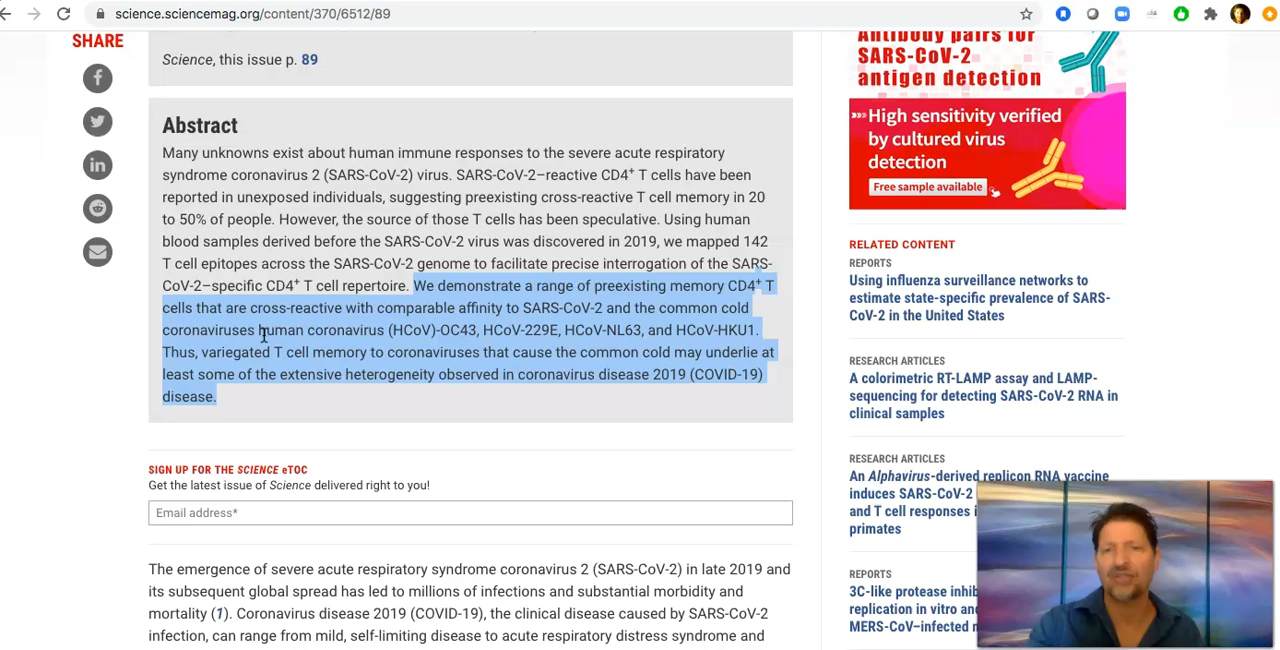 science.sciencemag.org/content/370/6512/89
SHARE
Science, this issue p. 89
Abstract
Many unknowns exist about human immune responses to the severe acute respiratory
syndrome coronavirus 2 (SARS-CoV-2) virus. SARS-CoV-2–reactive CD4+ T cells have been
reported in unexposed individuals, suggesting preexisting cross-reactive T cell memory in 20
to 50% of people. However, the source of those T cells has been speculative. Using human
blood samples derived before the SARS-CoV-2 virus was discovered in 2019, we mapped 142
T cell epitopes across the SARS-CoV-2 genome to facilitate precise interrogation of the SARS-
CoV-2–specific CD4+ T cell repertoire. We demonstrate a range of preexisting memory CD4+ T
cells that are cross-reactive with comparable affinity to SARS-CoV-2 and the common cold
coronaviruses human coronavirus (HCoV)-OC43, HCoV-229E, HCoV-NL63, and HCoV-HKU1.
Thus, variegated T cell memory to coronaviruses that cause the common cold may underlie at
least some of the extensive heterogeneity observed in coronavirus disease 2019 (COVID-19)
disease.
SIGN UP FOR THE SCIENCE eTOC
Get the latest issue of Science delivered right to you!
Email address*
The emergence of severe acute respiratory syndrome coronavirus 2 (SARS-CoV-2) in late 2019 and
its subsequent global spread has led to millions of infections and substantial morbidity and
mortality (1). Coronavirus disease 2019 (COVID-19), the clinical disease caused by SARS-CoV-2
infection, can range from mild, self-limiting disease to acute respiratory distress syndrome and
Antibody pairs for
SARS-CoV-2
antigen detection
High sensitivity verified
by cultured virus
detection
Free sample available
RELATED CONTENT
REPORTS
Using influenza surveillance networks to
estimate state-specific prevalence of SARS-
CoV-2 in the United States
RESEARCH ARTICLES
A colorimetric RT-LAMP assay and LAMP-
sequencing for detecting SARS-CoV-2 RNA in
clinical samples
RESEARCH ARTICLES
An Alphavirus-derived replicon RNA vaccine
induces SARS-CoV-2
and T cell responses i
primates
REPORTS
3C-like protease inhib
replication in vitro and
MERS-CoV–infected m